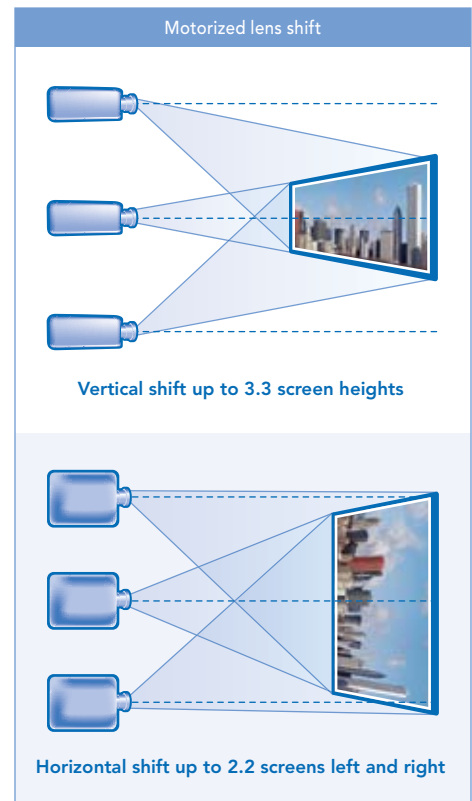 Motorized lens shift
Vertical shift up to 3.3 screen heights
Horizontal shift up to 2.2 screens left and right